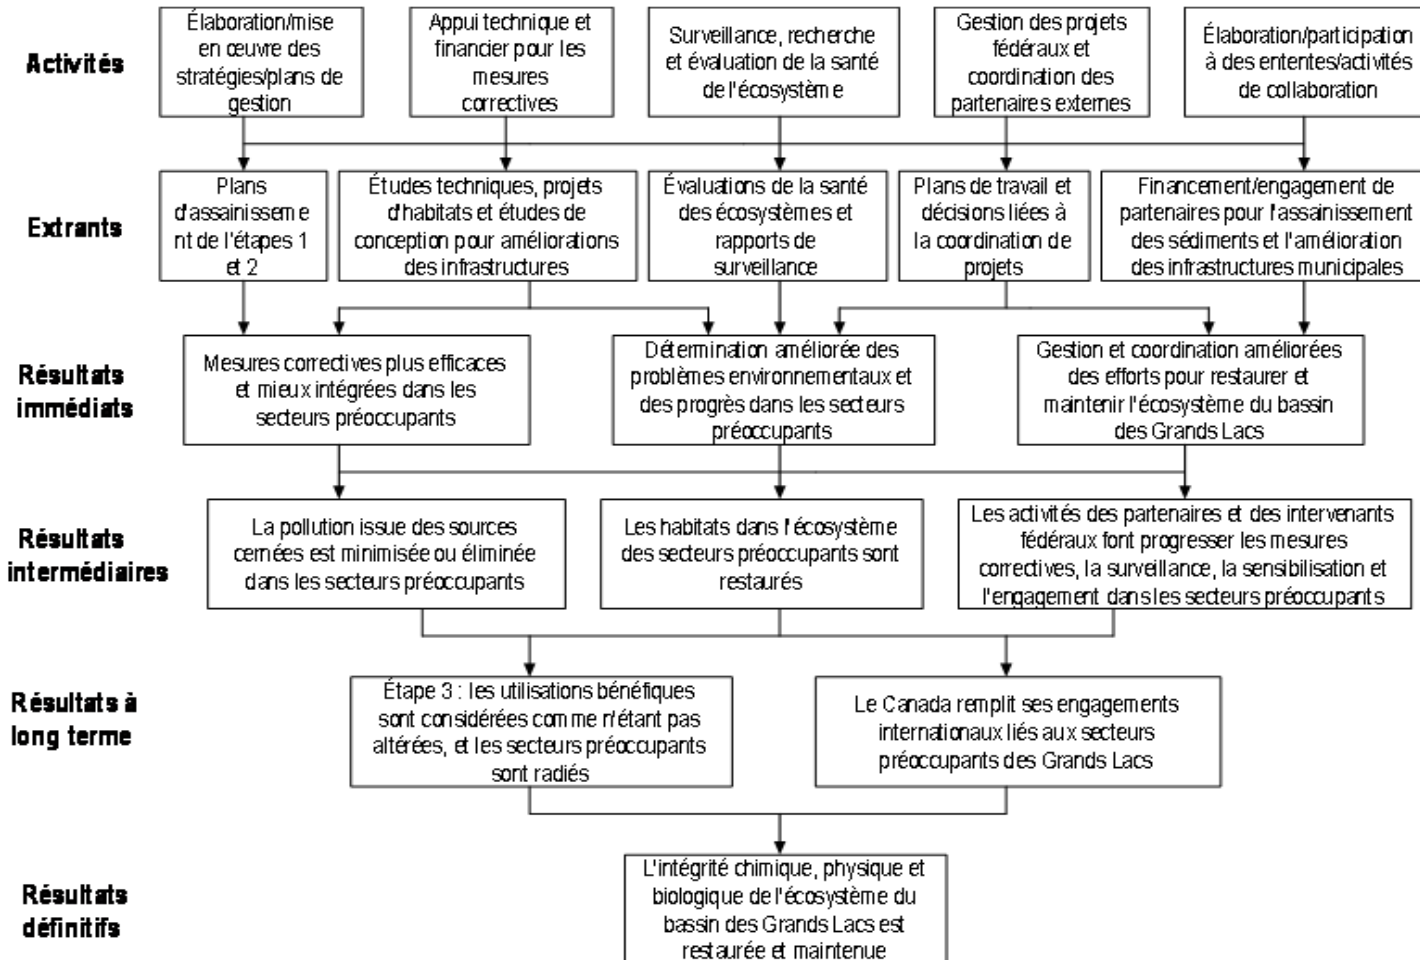 Activités
Élaboration/mise
en œuvre des
stratégies/plans de
gestion
Appui technique et
financier pour les
mesures
correctives
Surveillance, recherche
et évaluation de la santé
de l'écosystème
Gestion des projets
fédéraux et
coordination des
partenaires externes
Élaboration/participation
à des ententes/activités
de collaboration
Extrants
Plans
d'assainisseme
nt de l'étapes 1
et 2
Études techniques, projets
d'habitats et études de
conception pour améliorations
des infrastructures
Évaluations de la santé
des écosystèmes et
rapports de
surveillance
Plans de travail et
décisions liées à
la coordination de
projets
Financement/engagement de
partenaires pour l'assainissement
des sédiments et l'amélioration
des infrastructures municipales
Résultats
immédiats
Mesures correctives plus efficaces
et mieux intégrées dans les
secteurs préoccupants
Détermination améliorée des
problèmes environnementaux et
des progrès dans les secteurs
préoccupants
Gestion et coordination améliorées
des efforts pour restaurer et
maintenir l'écosystème du bassin
des Grands Lacs
Résultats
intermédiaires
La pollution issue des sources
cernées est minimisée ou éliminée
dans les secteurs préoccupants
Les habitats dans l'écosystème
des secteurs préoccupants sont
restaurés
Les activités des partenaires et des intervenants
fédéraux font progresser les mesures
correctives, la surveillance, la sensibilisation et
l'engagement dans les secteurs préoccupants
Résultats à
long terme
Étape 3 : les utilisations bénéfiques
sont considérées comme n'étant pas
altérées, et les secteurs préoccupants
sont radiés
Le Canada remplit ses engagements
internationaux liés aux secteurs
préoccupants des Grands Lacs
Résultats
définitifs
L'intégrité chimique, physique et
biologique de l'écosystème du
bassin des Grands Lacs est
restaurée et maintenue